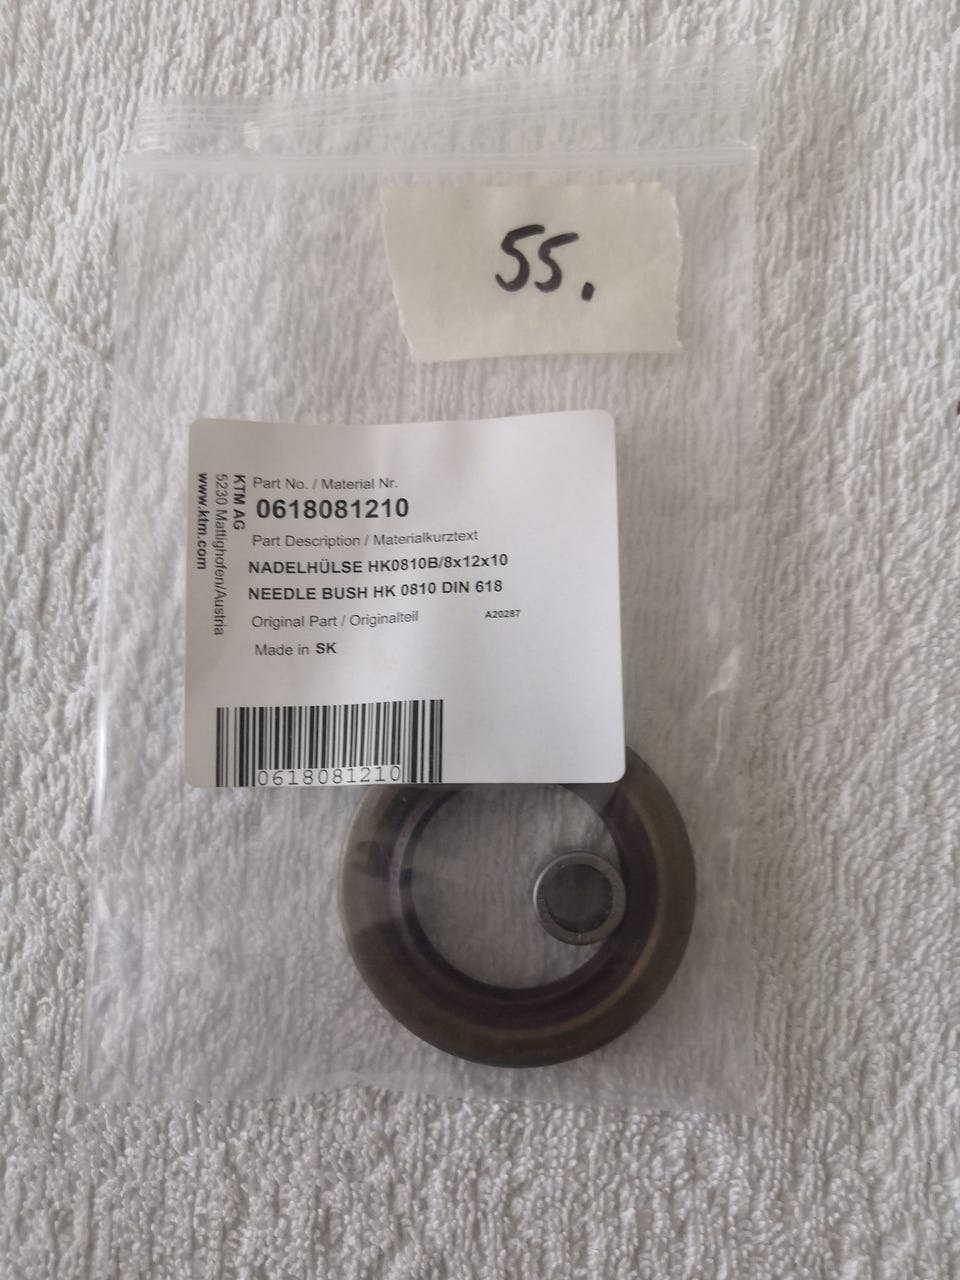 55.
Part No. / Material Nr.
0618081210
Part Description / Materialkurztext
NADELHÜLSE HK0810B/8x12x10
NEEDLE BUSH HK 0810 DIN 618
Original Part / Originalteil A20287
Made in SK
0618081210
KTM AG
5230 Mattighofen/Austria
www.ktm.com